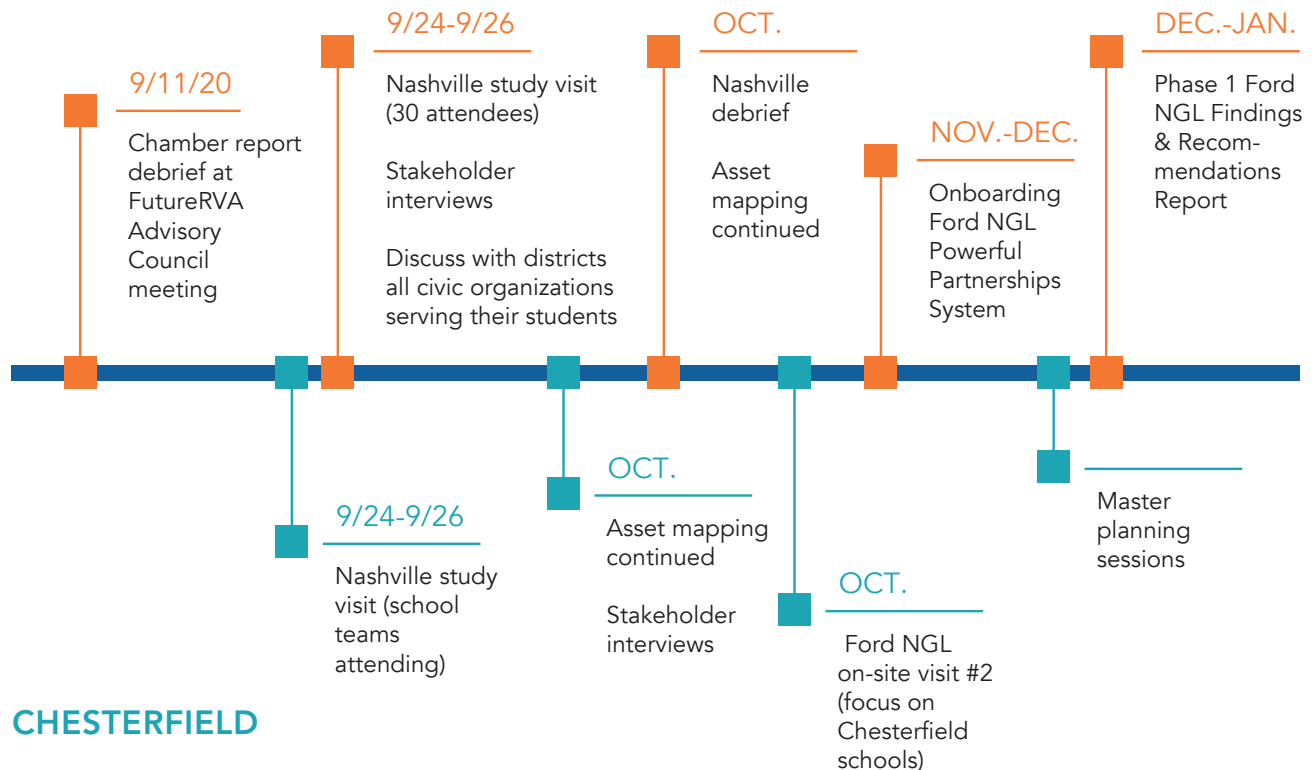 9/11/20
Chamber report
debrief at
FutureRVA
Advisory
Council
meeting
9/24-9/26
Nashville study visit
(30 attendees)
Stakeholder
interviews
Discuss with districts
all civic organizations
serving their students
OCT.
Nashville
debrief
Asset
mapping
continued
NOV.-DEC.
Onboarding
Ford NGL
Powerful
Partnerships
System
DEC.-JAN.
Phase 1 Ford
NGL Findings
& Recom-
mendations
Report
9/24-9/26
Nashville study
visit (school
teams
attending)
OCT.
Asset mapping
continued
Stakeholder
interviews
OCT.
Ford NGL
on-site visit #2
(focus on
Chesterfield
schools)
Master
planning
sessions
CHESTERFIELD